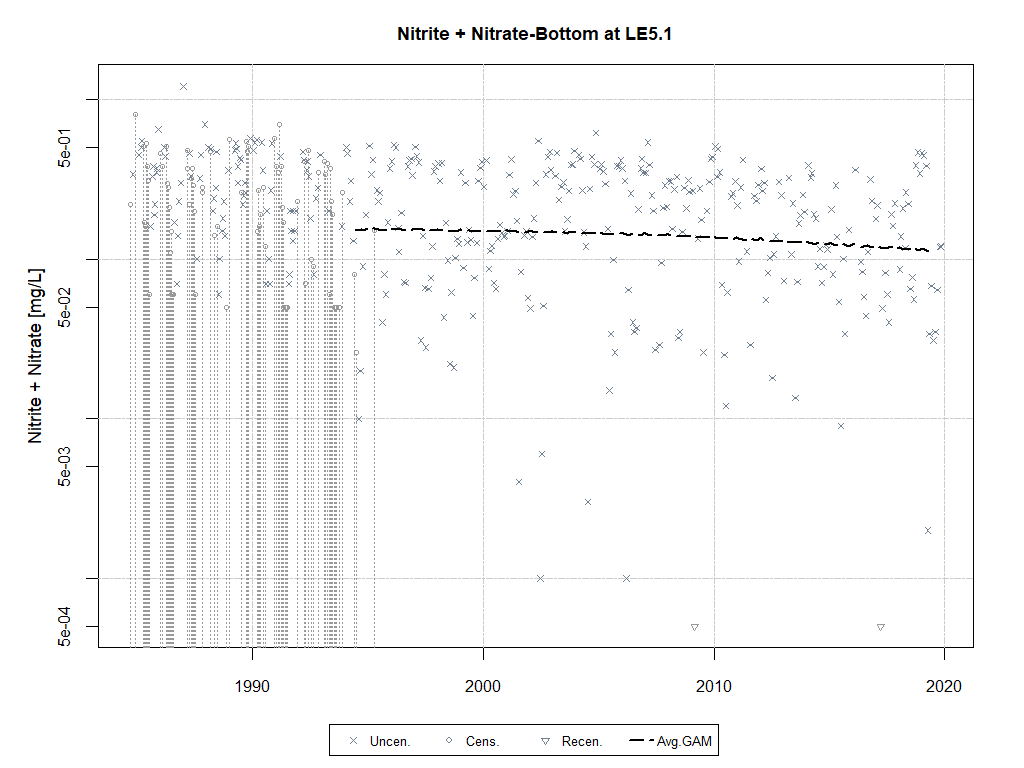 Nitrite + Nitrate-Bottom at LE5.1
Nitrite + Nitrate [mg/L]
5e-01
5e-02
5e-03
5e-04
1990 2000 2010 2020
Uncen. Cens. Recen. Avg.GAM